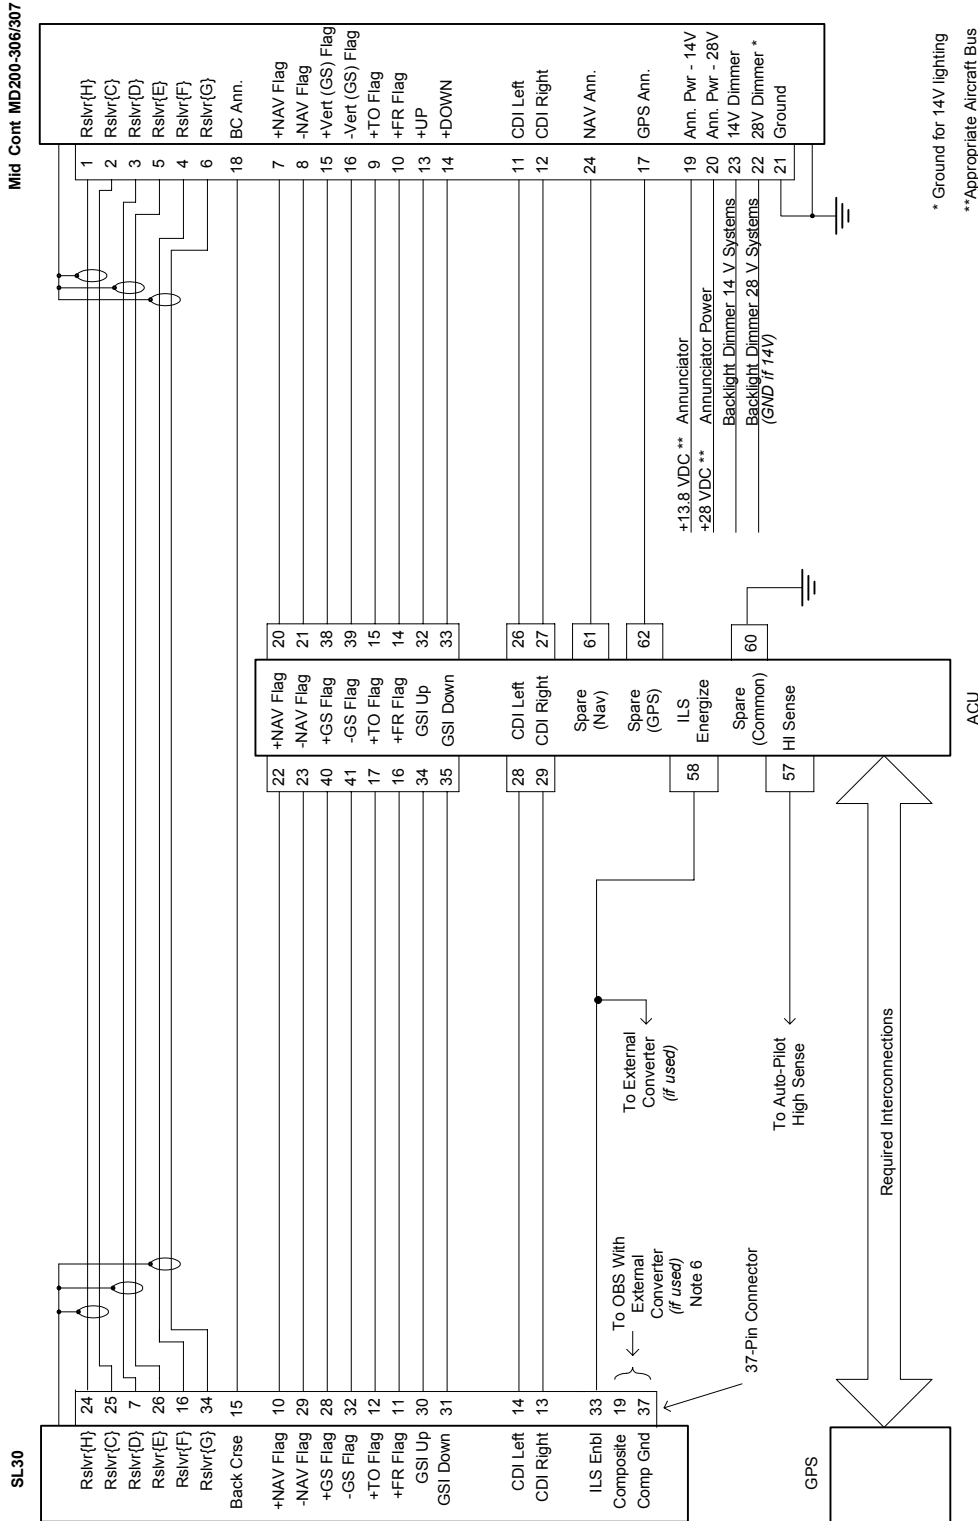 Mid Cont MD200-306/307
1 Rslvr{H}
2 Rslvr{C}
3 Rslvr{D}
5 Rslvr{E}
4 Rslvr{F}
6 Rslvr{G}
18 BC Ann.
7 +NAV Flag
8 -NAV Flag
15 +Vert (GS) Flag
16 -Vert (GS) Flag
9 +TO Flag
10 +FR Flag
13 +UP
14 +DOWN
11 CDI Left
12 CDI Right
24 NAV Ann.
17 GPS Ann.
19 Ann. Pwr - 14V
20 Ann. Pwr - 28V
23 14V Dimmer
22 28V Dimmer *
21 Ground
+13.8 VDC ** Annunciator
+28 VDC ** Annunciator Power
Backlight Dimmer 14 V Systems
Backlight Dimmer 28 V Systems
(GND if 14V)
* Ground for 14V lighting
**Appropriate Aircraft Bus
22 +NAV Flag 20
23 -NAV Flag 21
40 +GS Flag 38
41 -GS Flag 39
17 +TO Flag 15
16 +FR Flag 14
34 GSI Up 32
35 GSI Down 33
28 CDI Left 26
29 CDI Right 27
Spare
(Nav)
61
Spare
(GPS)
62
58
ILS
Energize
Spare
(Common)
60
57 HI Sense
ACU
To External
Converter
(if used)
To Auto-Pilot
High Sense
Required Interconnections
SL30
Rslvr{H} 24
Rslvr{C} 25
Rslvr{D} 7
Rslvr{E} 26
Rslvr{F} 16
Rslvr{G} 34
Back Crse 15
+NAV Flag 10
-NAV Flag 29
+GS Flag 28
-GS Flag 32
+TO Flag 12
+FR Flag 11
GSI Up 30
GSI Down 31
CDI Left 14
CDI Right 13
ILS Enbl 33
Composite 19
Comp Gnd 37
To OBS With
External
Converter
(if used)
Note 6
37-Pin Connector
GPS